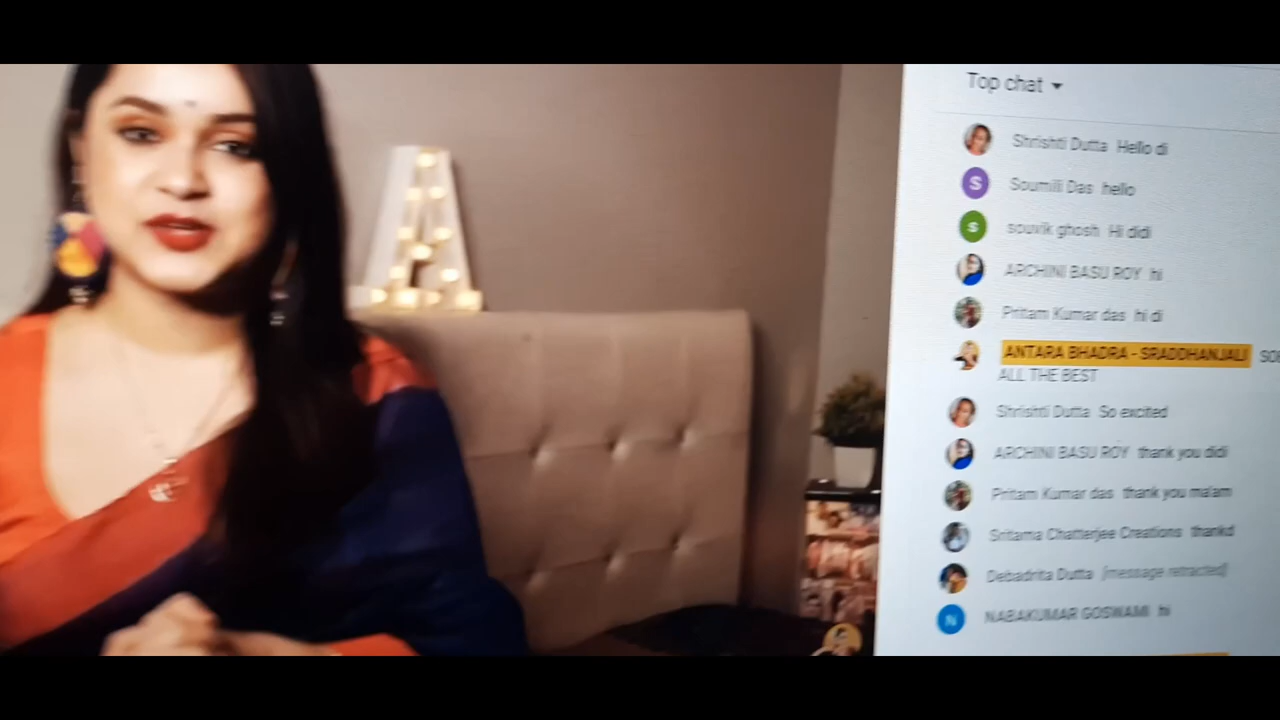 Top chat
Shrishti Dutta Hello di
S Soumili Das hello
s souvik ghosh Hi didi
ARCHINI BASU ROY hi
Pritam Kumar das hi di
ANTARA BHADRA - SRADDHANJALI
ALL THE BEST
Shrishti Dutta So excited
ARCHINI BASU ROY thank you didi
Pritam Kumar das thank you ma'am
Sritama Chatterjee Creations thankd
Debadrita Dutta [message retracted]
N NABAKUMAR GOSWAMI hi
A